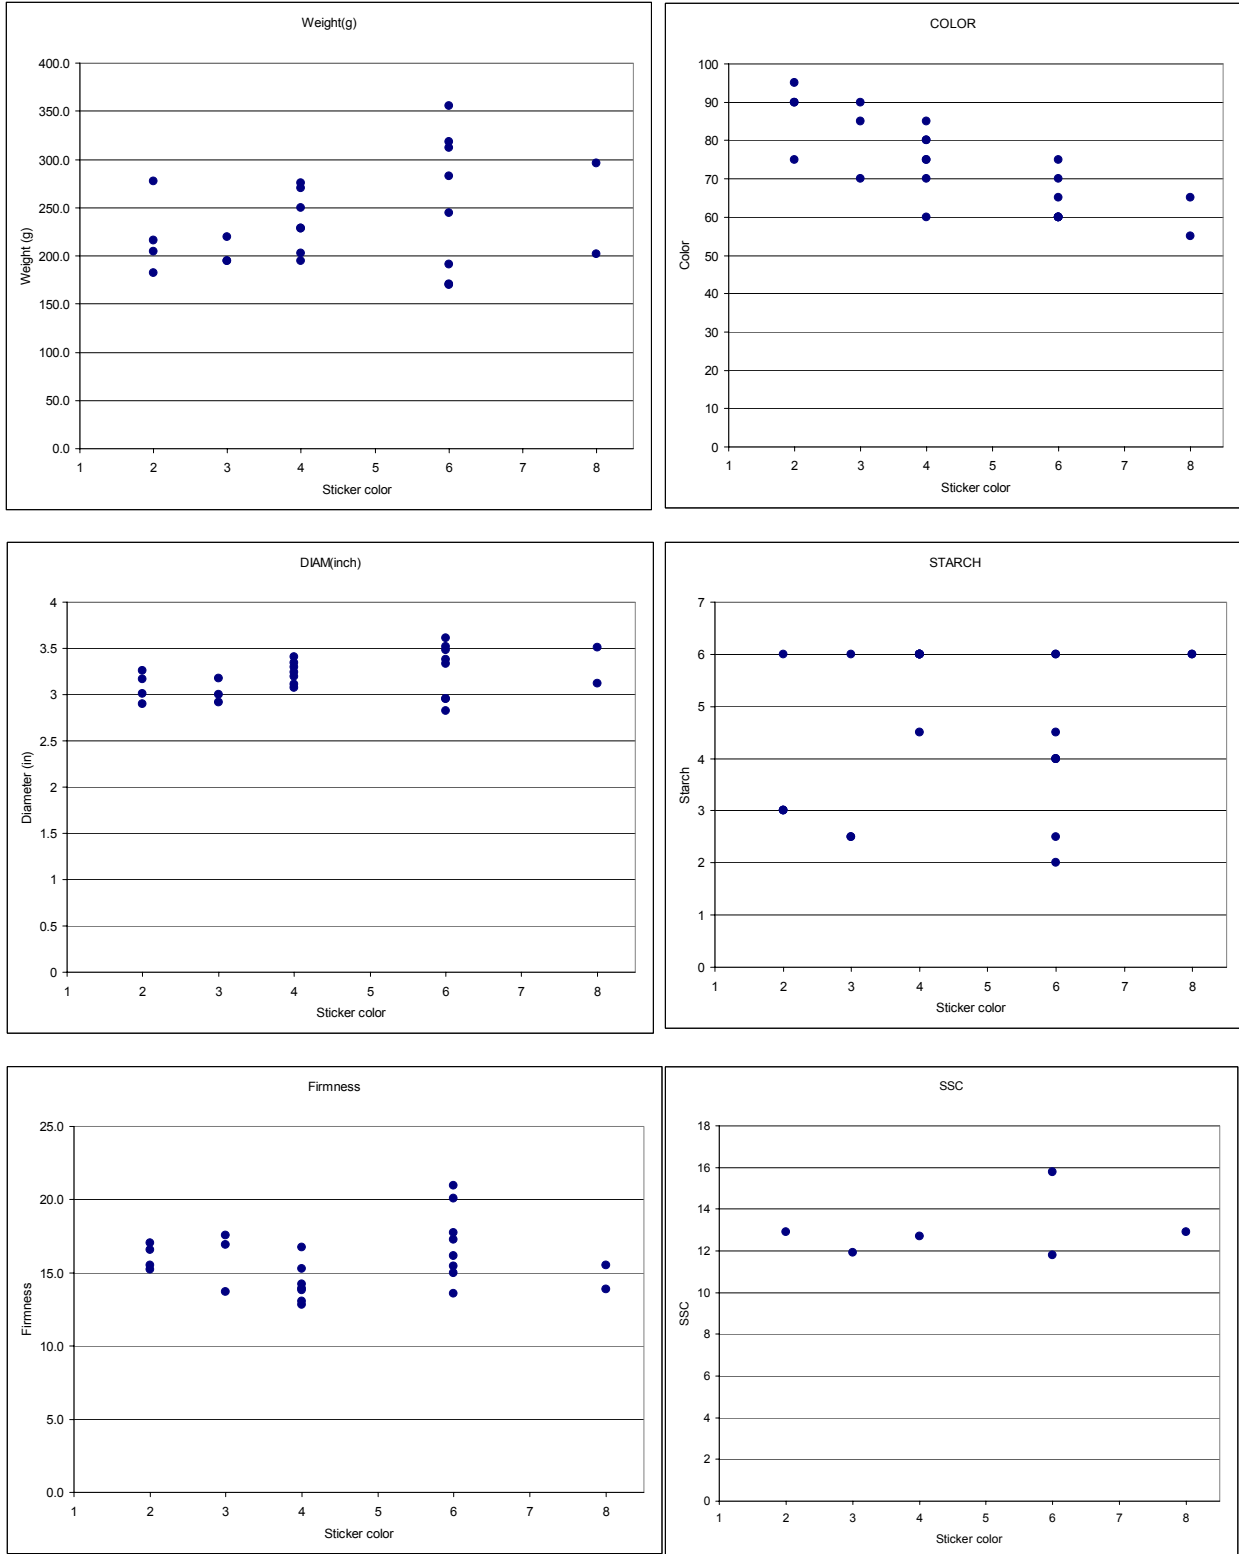 Weight(g)
400.0
350.0
300.0
250.0
200.0
150.0
100.0
50.0
0.0
Weight (g)
1 2 3 4 5 6 7 8
Sticker color
COLOR
100
90
80
70
60
50
40
30
20
10
0
Color
1 2 3 4 5 6 7 8
Sticker color
DIAM(inch)
4
3.5
3
2.5
2
1.5
1
0.5
0
Diameter (in)
1 2 3 4 5 6 7 8
Sticker color
STARCH
7
6
5
4
3
2
1
0
Starch
1 2 3 4 5 6 7 8
Sticker color
Firmness
25.0
20.0
15.0
10.0
5.0
0.0
Firmness
1 2 3 4 5 6 7 8
Sticker color
SSC
18
16
14
12
10
8
6
4
2
0
SSC
1 2 3 4 5 6 7 8
Sticker color